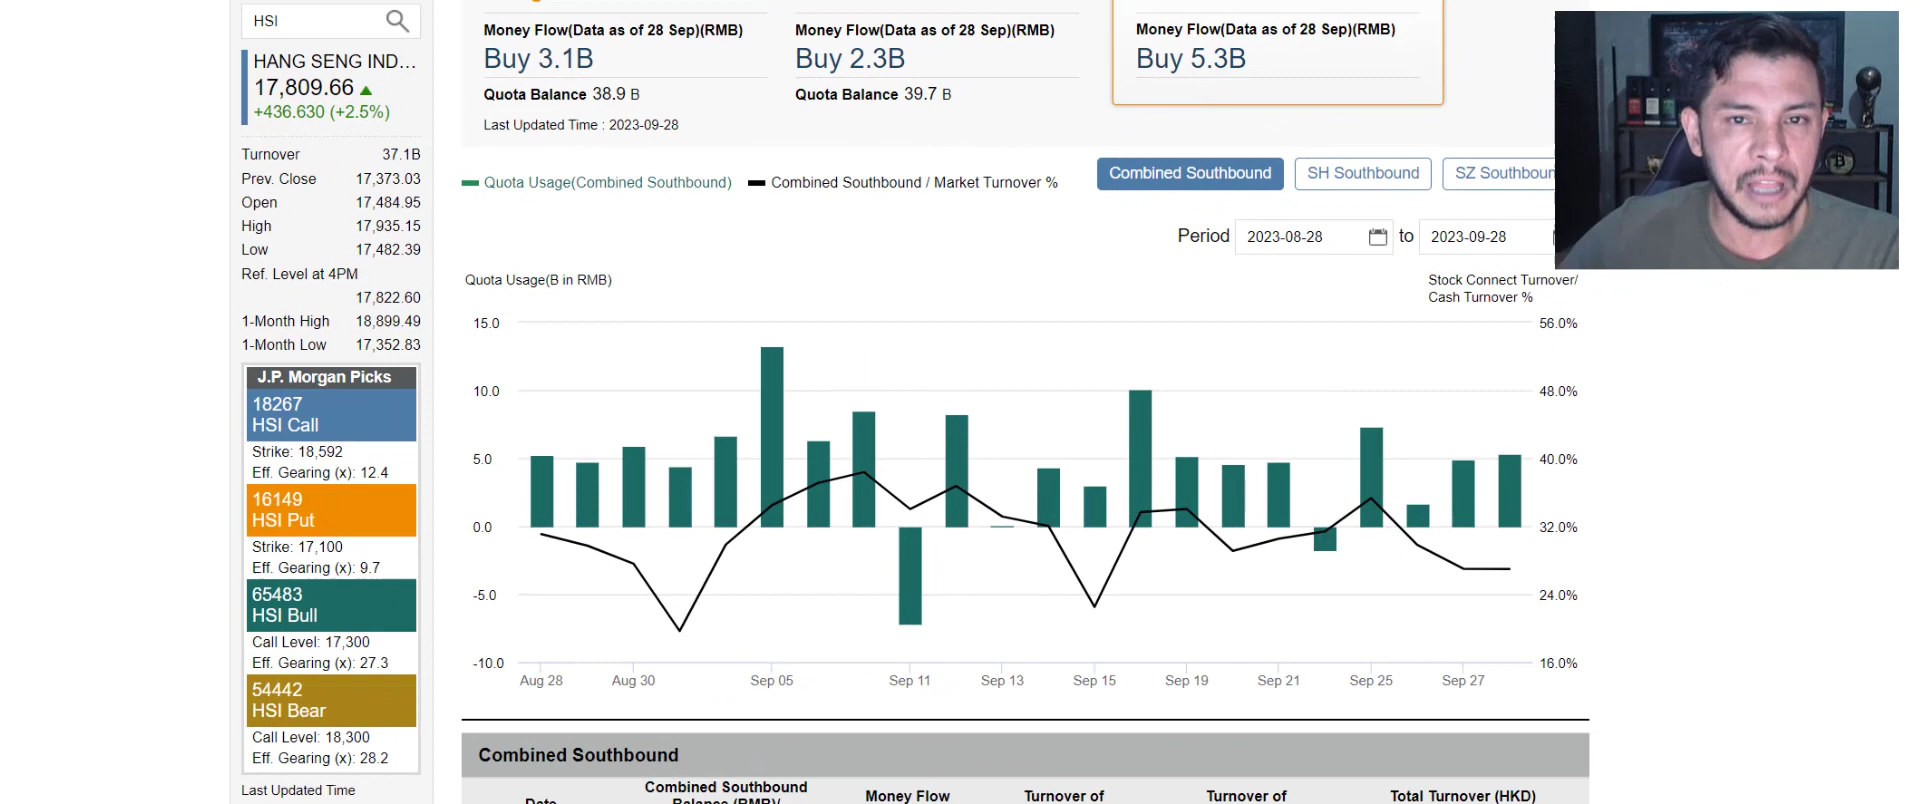 HSI
HANG SENG IND...
17,809.66
+436.630 (+2.5%)
Turnover 37.1B
Prev. Close 17,373.03
Open 17,484.95
High 17,935.15
Low 17,482.39
Ref. Level at 4PM
17,822.60
1-Month High 18,899.49
1-Month Low 17,352.83
J.P. Morgan Picks
18267
HSI Call
Strike: 18,592
Eff. Gearing (x): 12.4
16149
HSI Put
Strike: 17,100
Eff. Gearing (x): 9.7
65483
HSI Bull
Call Level: 17,300
Eff. Gearing (x): 27.3
54442
HSI Bear
Call Level: 18,300
Eff. Gearing (x): 28.2
Last Updated Time
Money Flow(Data as of 28 Sep)(RMB)
Buy 3.1B
Quota Balance 38.9 B
Last Updated Time : 2023-09-28
Money Flow(Data as of 28 Sep)(RMB)
Buy 2.3B
Quota Balance 39.7 B
Money Flow(Data as of 28 Sep)(RMB)
Buy 5.3B
Quota Usage(Combined Southbound) Combined Southbound / Market Turnover %
Combined Southbound SH Southbound SZ Southboun
Period 2023-08-28 to 2023-09-28
Quota Usage(B in RMB)
Stock Connect Turnover/
Cash Turnover %
15.0 56.0%
10.0 48.0%
5.0 40.0%
0.0 32.0%
-5.0 24.0%
-10.0 16.0%
Aug 28 Aug 30 Sep 05 Sep 11 Sep 13 Sep 15 Sep 19 Sep 21 Sep 25 Sep 27
Combined Southbound
Date
Combined Southbound
Balance (RMB)/
Money Flow
Turnover of
Turnover of
Total Turnover (HKD)